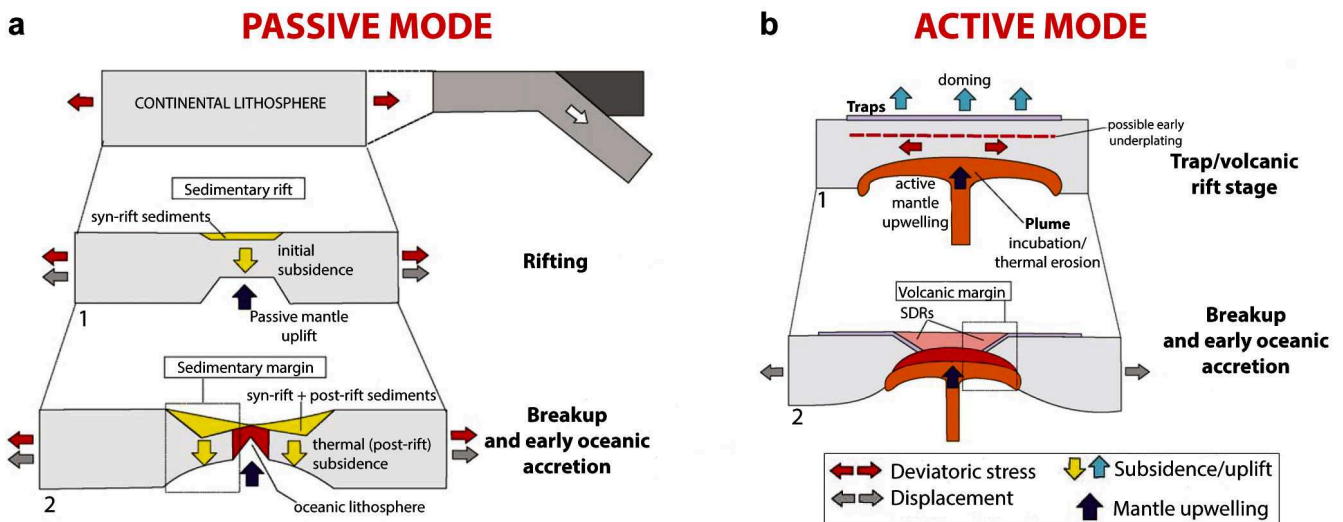 a
PASSIVE MODE
CONTINENTAL LITHOSPHERE
Sedimentary rift
syn-rift sediments
initial
subsidence
Rifting
1
Passive mantle
uplift
Sedimentary margin
syn-rift + post-rift sediments
Breakup
and early oceanic
accretion
thermal (post-rift)
subsidence
2
oceanic lithosphere
b
ACTIVE MODE
doming
Traps
possible early
underplating
Trap/volcanic
rift stage
1
active
mantle
upwelling
Plume
incubation/
thermal erosion
Volcanic margin
SDRs
Breakup
and early oceanic
accretion
2
Deviatoric stress
Subsidence/uplift
Displacement
Mantle upwelling